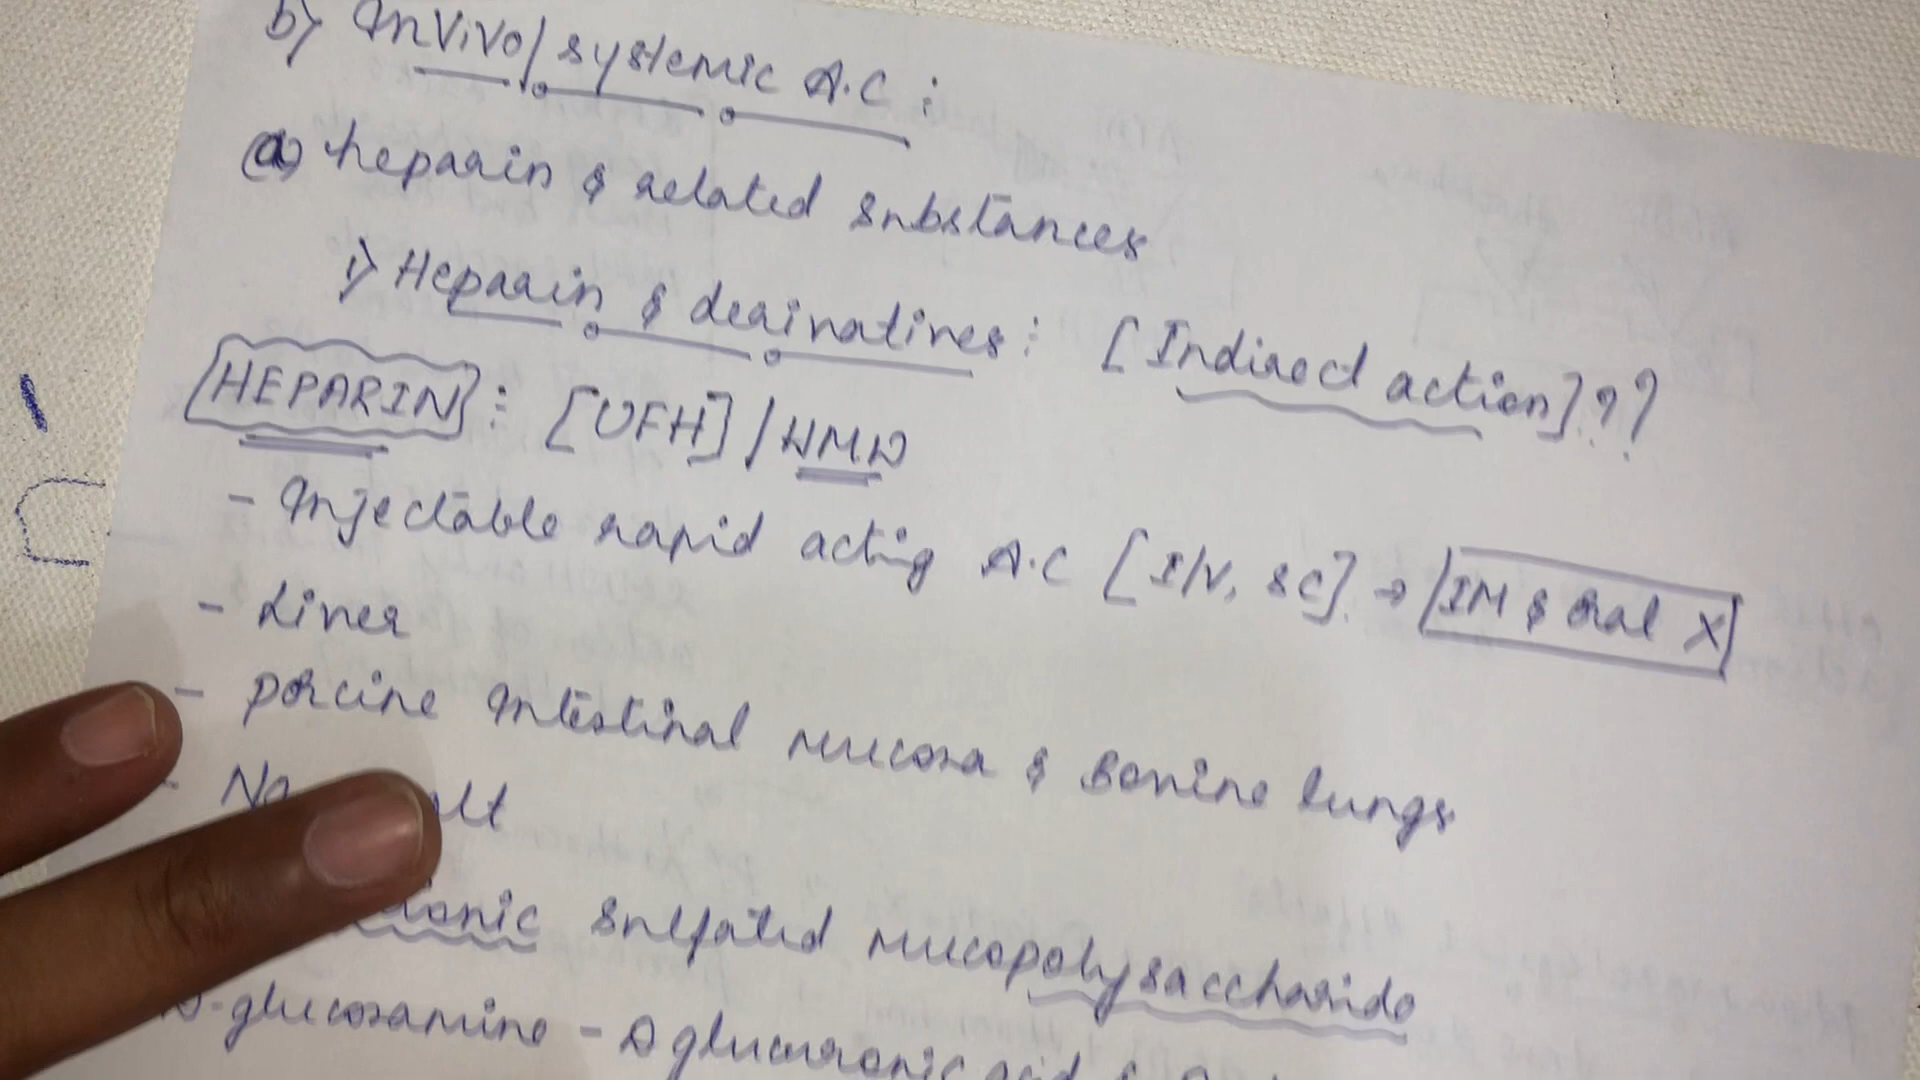 b) InVivo/systemic A.C :
(a) heparin & related substances
i) Heparin & derivatives : [Indirect action]??
HEPARIN : [UFH] / HMW
- Injectable rapid acting A.C [I/V, SC] → IM & oral X
- Liver
- porcine Intestinal mucosa & Bovine lungs
- Na
sulfated mucopolysaccharide
D-glucosamine - D glucuronic acid &